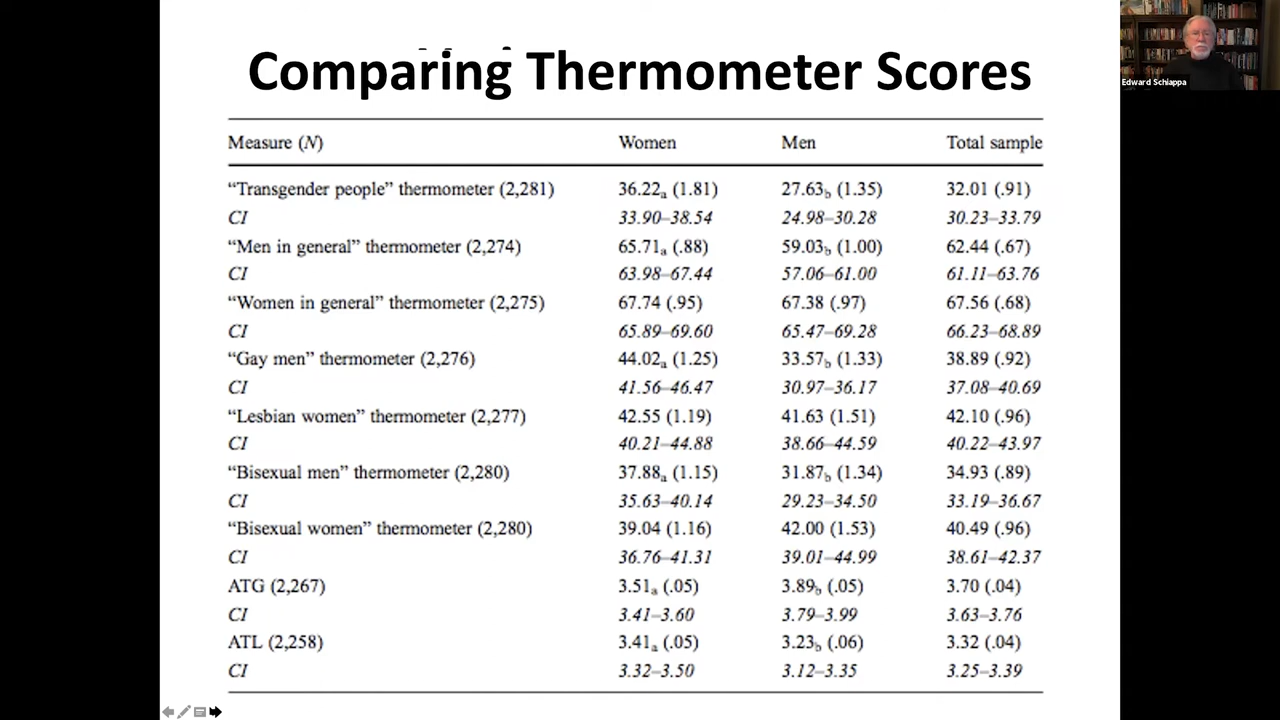 Comparing Thermometer Scores
Edward Schiappa
Measure (N) Women Men Total sample
“Transgender people” thermometer (2,281) 36.22a (1.81) 27.63b (1.35) 32.01 (.91)
CI 33.90–38.54 24.98–30.28 30.23–33.79
“Men in general” thermometer (2,274) 65.71a (.88) 59.03b (1.00) 62.44 (.67)
CI 63.98–67.44 57.06–61.00 61.11–63.76
“Women in general” thermometer (2,275) 67.74 (.95) 67.38 (.97) 67.56 (.68)
CI 65.89–69.60 65.47–69.28 66.23–68.89
“Gay men” thermometer (2,276) 44.02a (1.25) 33.57b (1.33) 38.89 (.92)
CI 41.56–46.47 30.97–36.17 37.08–40.69
“Lesbian women” thermometer (2,277) 42.55 (1.19) 41.63 (1.51) 42.10 (.96)
CI 40.21–44.88 38.66–44.59 40.22–43.97
“Bisexual men” thermometer (2,280) 37.88a (1.15) 31.87b (1.34) 34.93 (.89)
CI 35.63–40.14 29.23–34.50 33.19–36.67
“Bisexual women” thermometer (2,280) 39.04 (1.16) 42.00 (1.53) 40.49 (.96)
CI 36.76–41.31 39.01–44.99 38.61–42.37
ATG (2,267) 3.51a (.05) 3.89b (.05) 3.70 (.04)
CI 3.41–3.60 3.79–3.99 3.63–3.76
ATL (2,258) 3.41a (.05) 3.23b (.06) 3.32 (.04)
CI 3.32–3.50 3.12–3.35 3.25–3.39